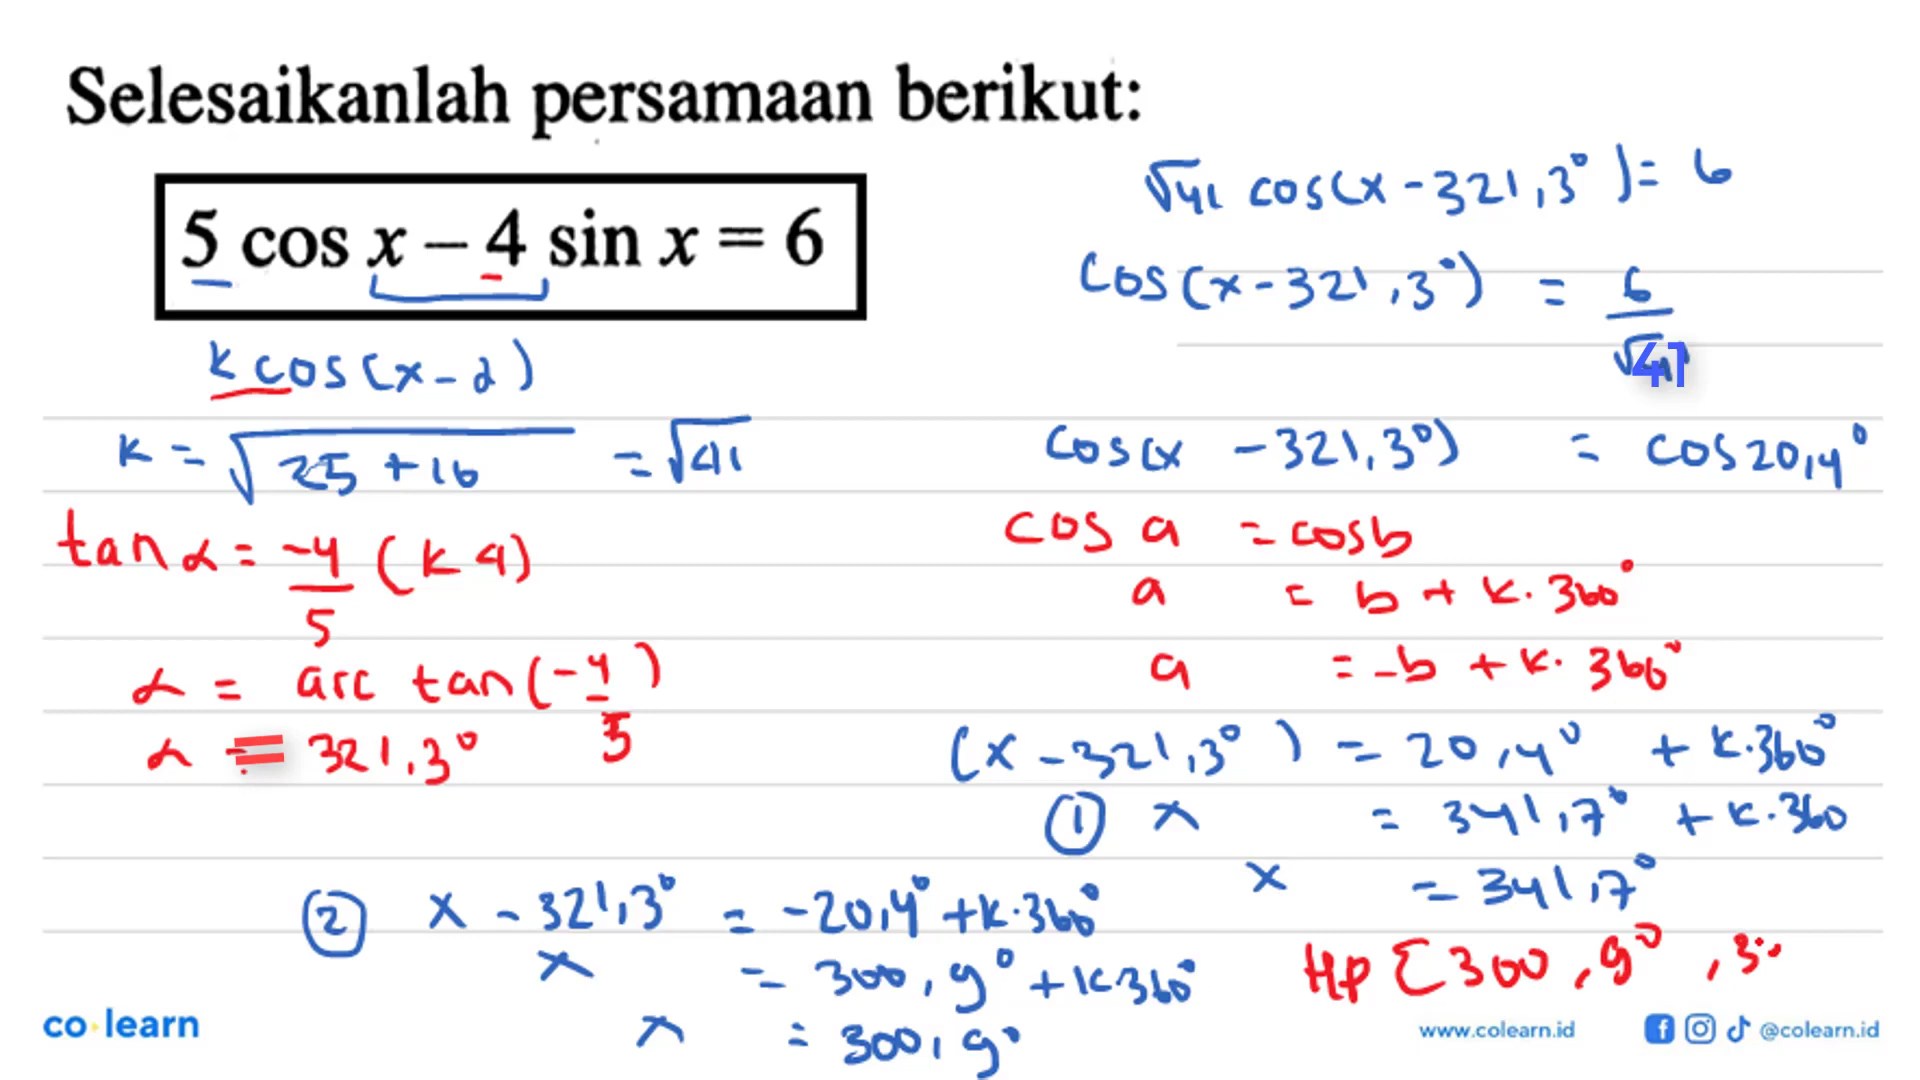 Selesaikanlah persamaan berikut:
5 cos x - 4 sin x = 6
k cos(x - α)
k = √25 + 16 = √41
tan α = -4/5 (k4)
α = arc tan(-4/5)
α = 321,3°
√41 cos(x - 321,3°) = 6
cos(x - 321,3°) = 6/√41
cos(x - 321,3°) = cos 20,4°
cos a = cos b
a = b + k. 360°
a = -b + k. 360°
(x - 321,3°) = 20,4° + k.360°
① x = 341,7° + k.360
x = 341,7°
② x - 321,3° = -20,4° + k.360°
x = 300,9° + k.360°
x = 300,9°
Hp {300,9°, 3
co·learn
www.colearn.id
@colearn.id